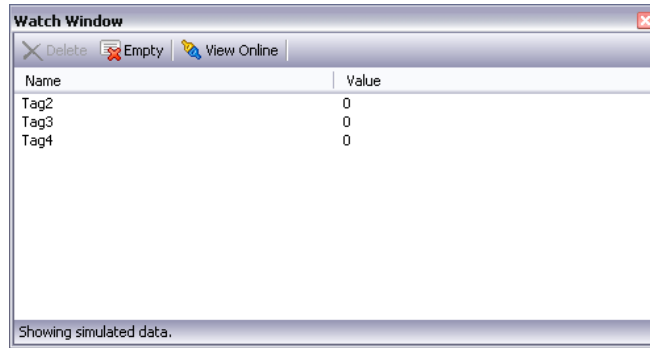 Watch Window
Delete Empty View Online
Name Value
Tag2 0
Tag3 0
Tag4 0
Showing simulated data.